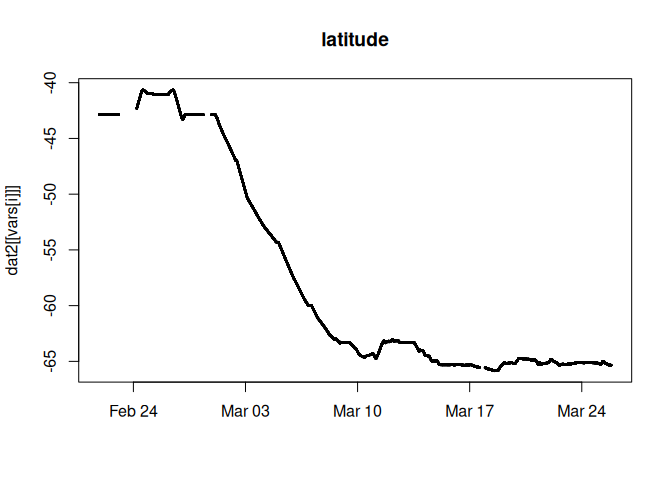 latitude
dat2[[vars[i]]]
-40
-45
-50
-55
-60
-65
Feb 24
Mar 03
Mar 10
Mar 17
Mar 24